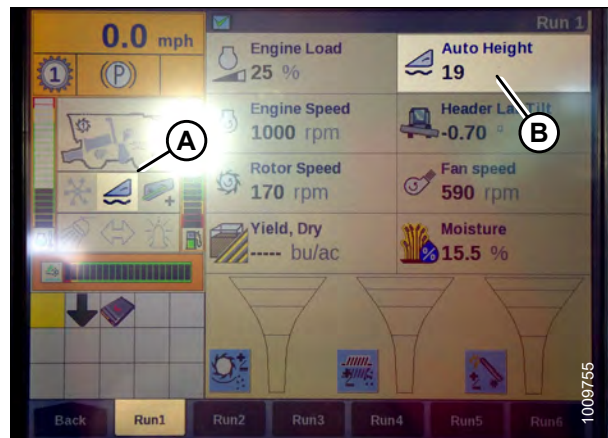 0.0 mph
Run 1
1
(P)
Engine Load
25 %
Auto Height
19
Engine Speed
1000 rpm
Header Lat Tilt
-0.70 °
A
B
Rotor Speed
170 rpm
Fan speed
590 rpm
Yield, Dry
----- bu/ac
Moisture
15.5 %
Back
Run1
Run2
Run3
Run4
Run5
Run6
1009755